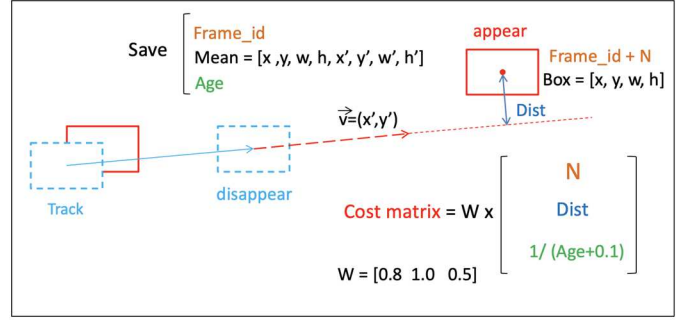 appear
Save
Frame_id
Mean = [x ,y, w, h, x’, y’, w’, h’]
Age
Frame_id + N
Box = [x, y, w, h]
Dist
v=(x’,y’)
Track
disappear
Cost matrix = W x
N
Dist
1/ (Age+0.1)
W = [0.8 1.0 0.5]